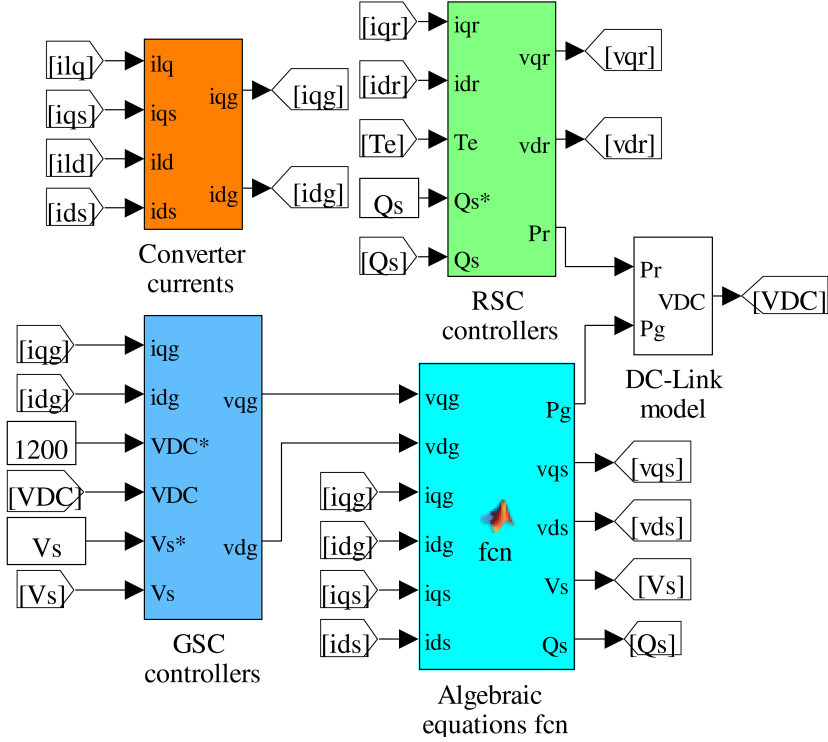 [ilq]
[iqs]
[ild]
[ids]
ilq
iqs
ild
ids
iqg
idg
[iqg]
[idg]
Converter
currents
[iqr]
[idr]
[Te]
Qs
[Qs]
iqr
idr
Te
Qs*
Qs
vqr
vdr
Pr
[vqr]
[vdr]
RSC
controllers
Pr
Pg
VDC
[VDC]
DC-Link
model
[iqg]
[idg]
1200
[VDC]
Vs
[Vs]
iqg
idg
VDC*
VDC
Vs*
Vs
vqg
vdg
GSC
controllers
[iqg]
[idg]
[iqs]
[ids]
vqg
vdg
iqg
idg
iqs
ids
fcn
Pg
vqs
vds
Vs
Qs
[vqs]
[vds]
[Vs]
[Qs]
Algebraic
equations fcn